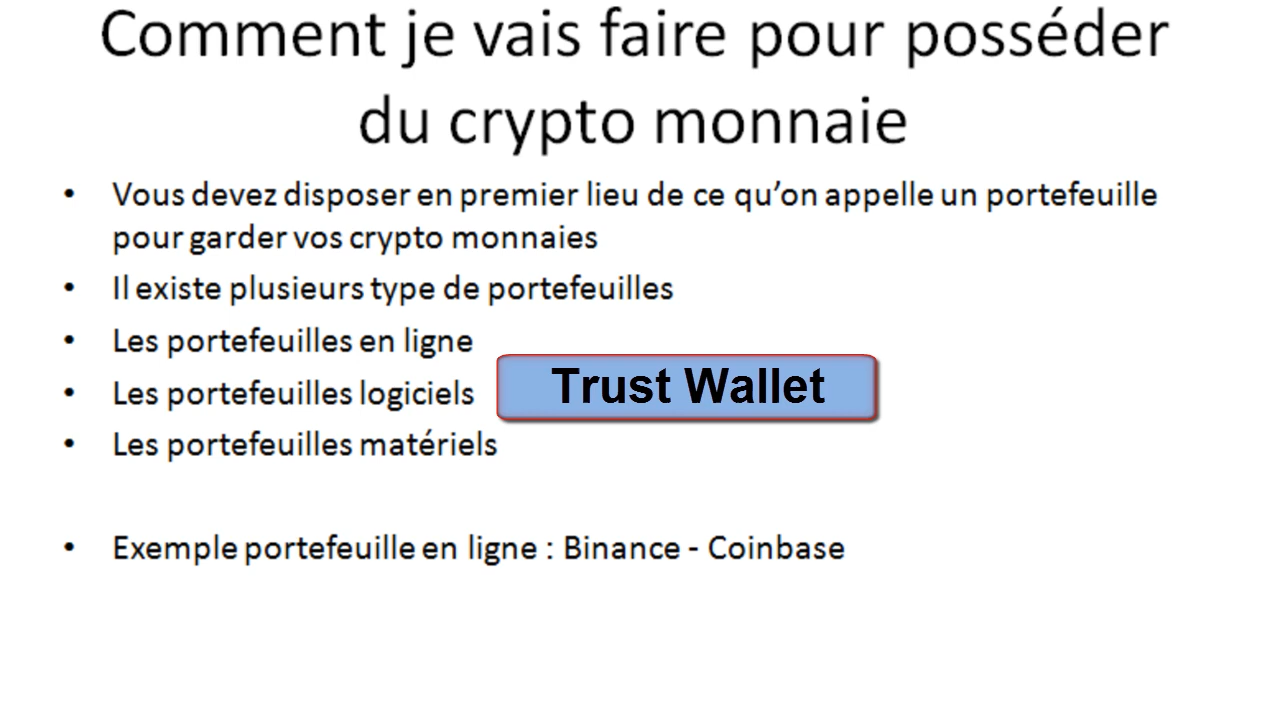 Comment je vais faire pour posséder
du crypto monnaie
• Vous devez disposer en premier lieu de ce qu’on appelle un portefeuille
pour garder vos crypto monnaies
• Il existe plusieurs type de portefeuilles
• Les portefeuilles en ligne
• Les portefeuilles logiciels
Trust Wallet
• Les portefeuilles matériels
• Exemple portefeuille en ligne : Binance - Coinbase